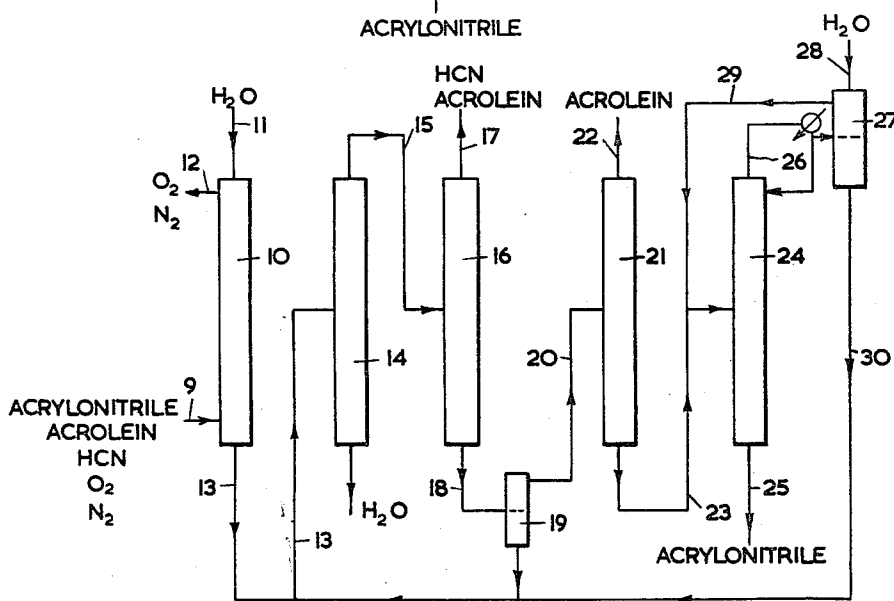 ACRYLONITRILE
H₂O
28
HCN
ACROLEIN
ACROLEIN
29
27
H₂O
11
15
17
22
26
12
O₂
N₂
10
16
21
24
14
20
30
9
ACRYLONITRILE
ACROLEIN
HCN
O₂
N₂
13
18
19
23
25
H₂O
13
ACRYLONITRILE